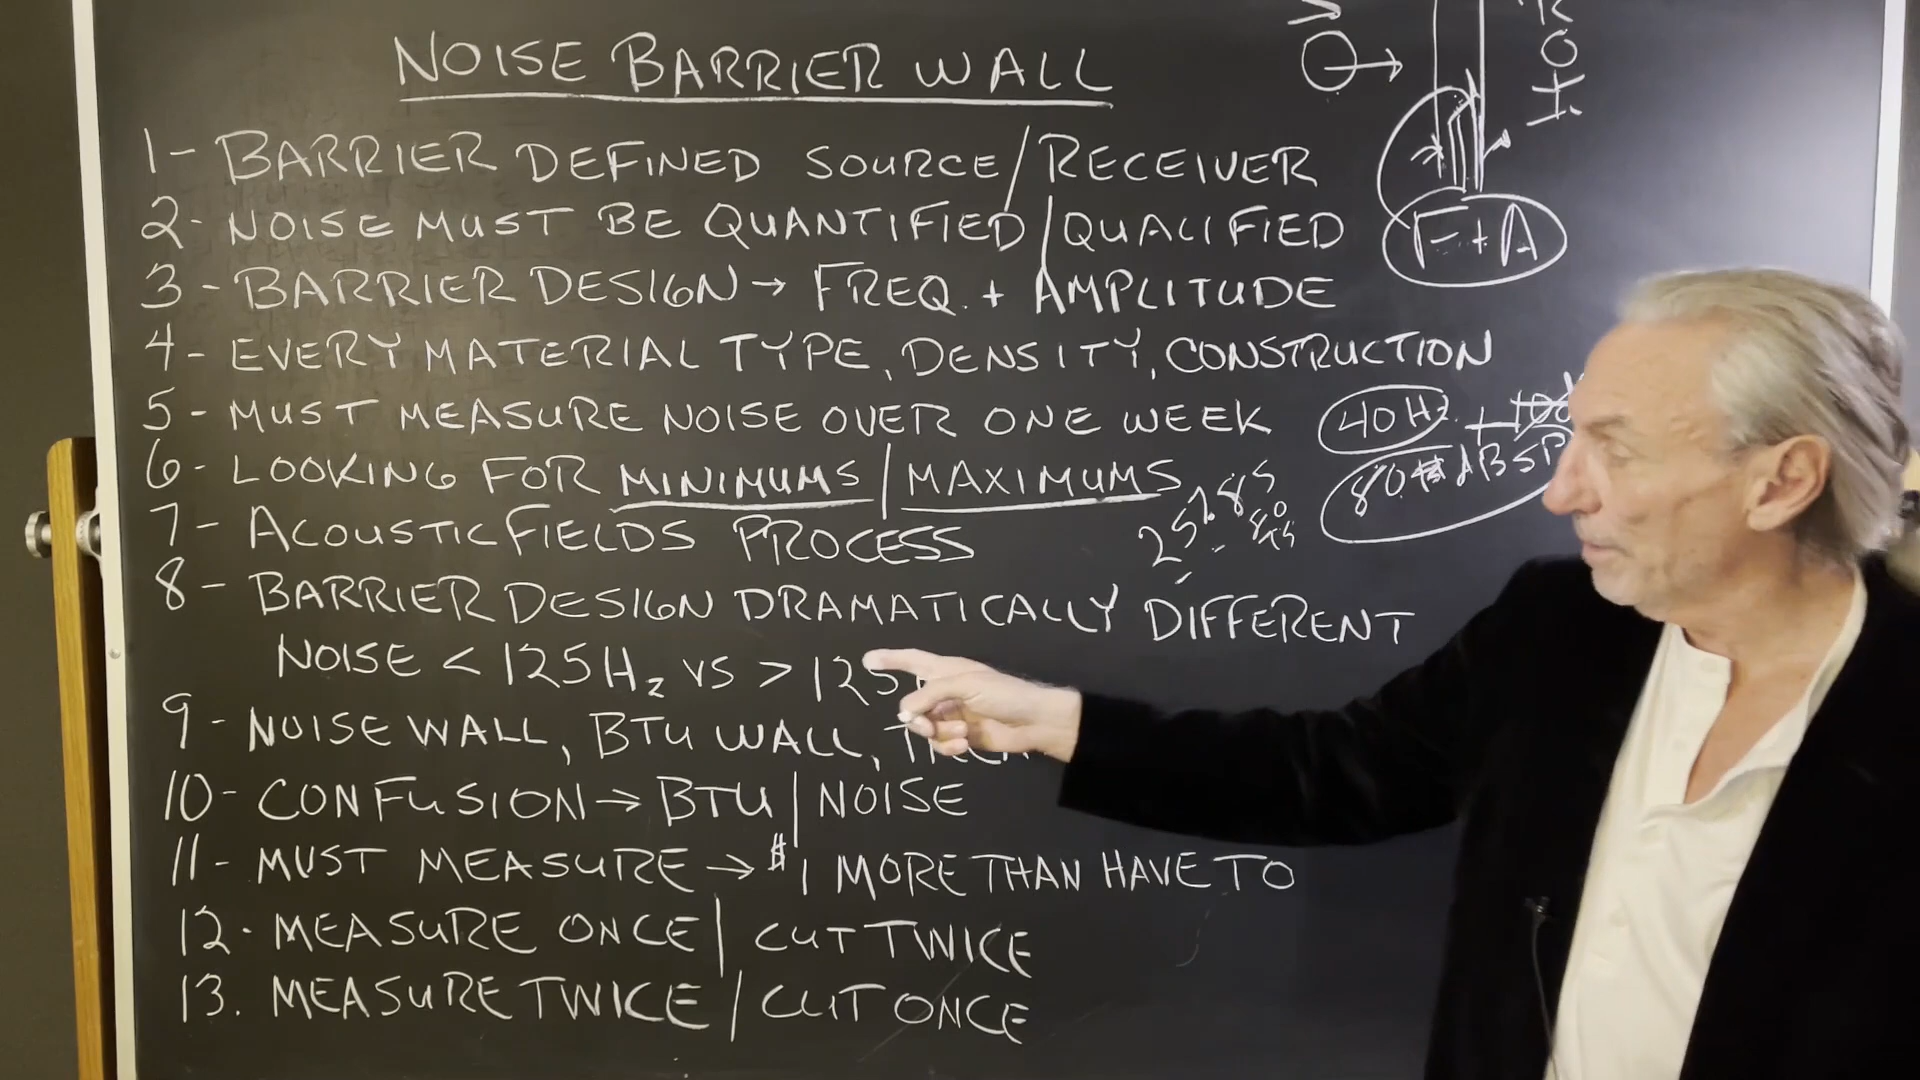 NOISE BARRIER WALL
1- BARRIER DEFINED SOURCE/RECEIVER
2- NOISE MUST BE QUANTIFIED/QUALIFIED
3- BARRIER DESIGN → FREQ. + AMPLITUDE
4- EVERY MATERIAL TYPE, DENSITY, CONSTRUCTION
5- MUST MEASURE NOISE OVER ONE WEEK
6- LOOKING FOR MINIMUMS/MAXIMUMS
7- ACOUSTIC FIELDS PROCESS
8- BARRIER DESIGN DRAMATICALLY DIFFERENT
NOISE < 125Hz VS > 125
9- NOISE WALL, BTU WALL,
10- CONFUSION → BTU/NOISE
11- MUST MEASURE → $1 MORE THAN HAVE TO
12- MEASURE ONCE/CUT TWICE
13. MEASURE TWICE/CUT ONCE
F+A
40Hz +
80 dB SP